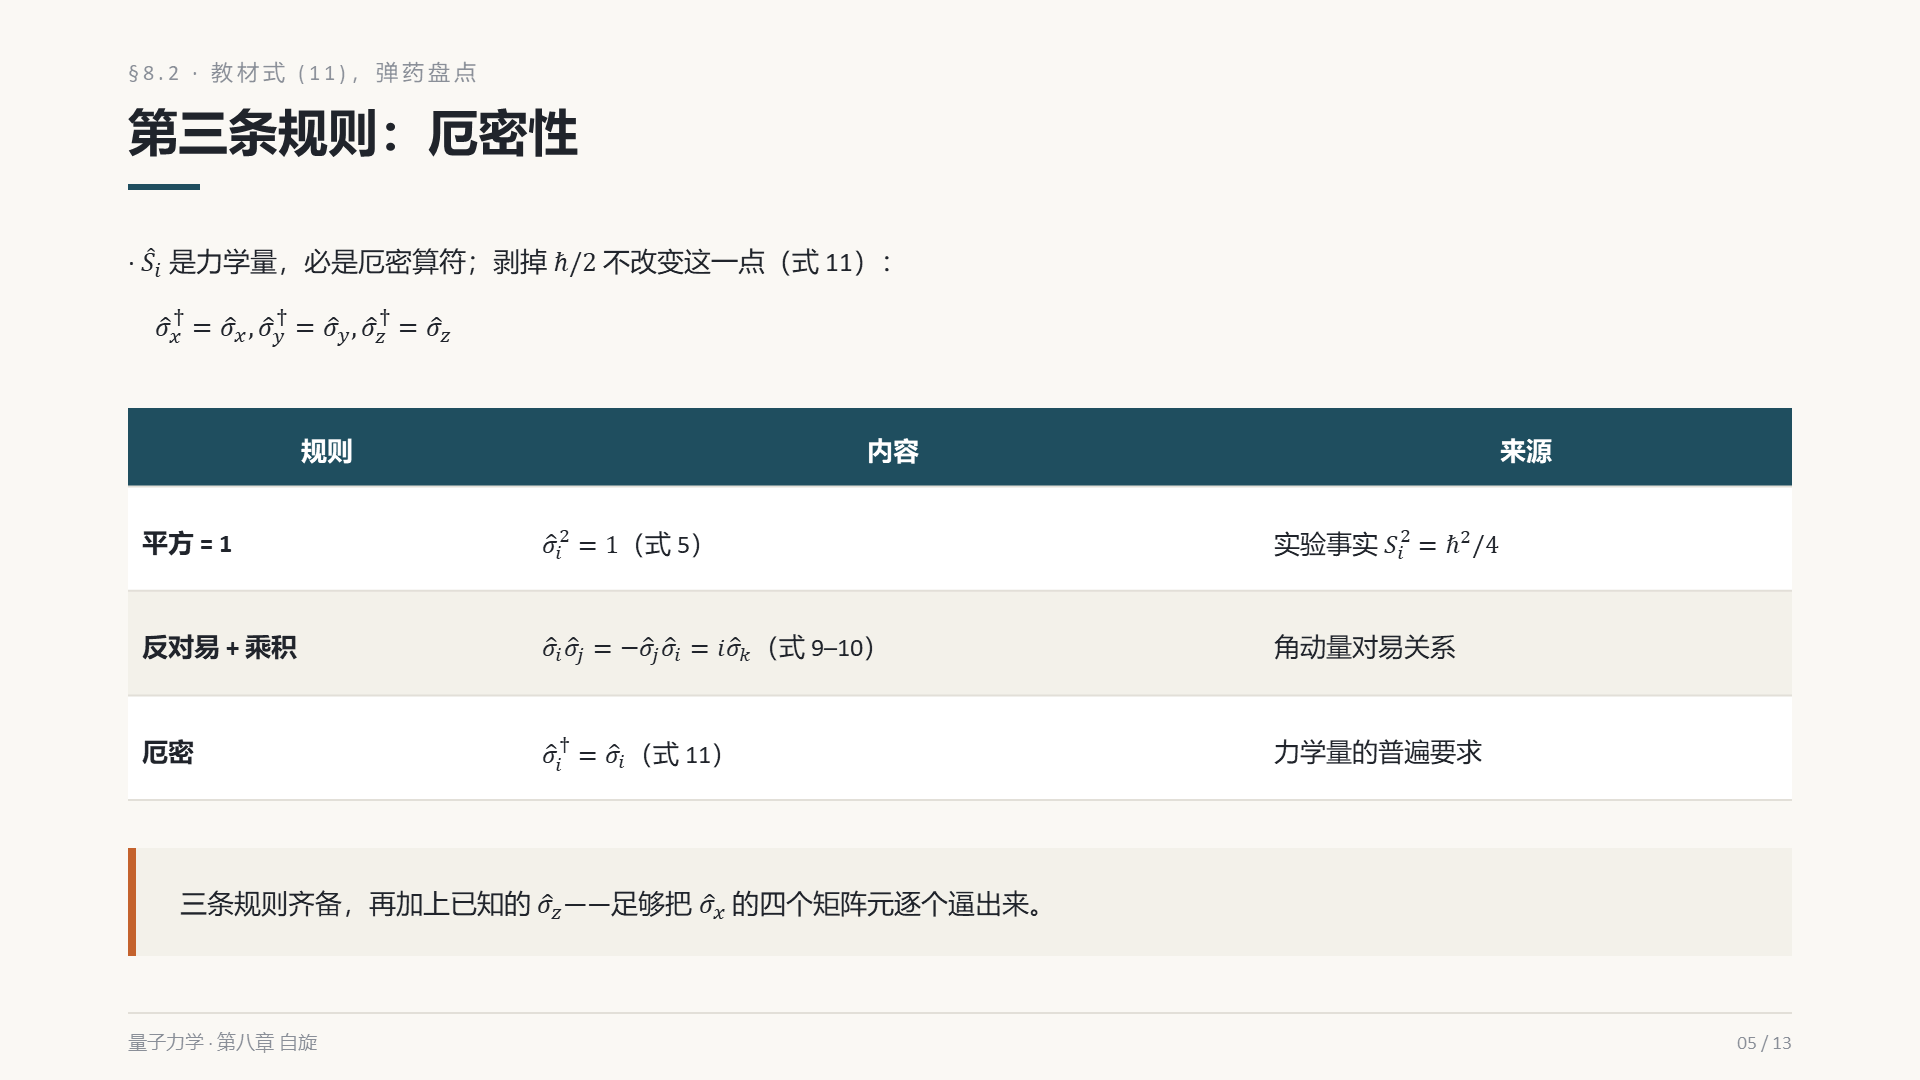 §8.2 · 教材式 (11)，弹药盘点
第三条规则：厄密性
· Ŝᵢ 是力学量，必是厄密算符；剥掉 ℏ/2 不改变这一点（式 11）：
σ̂ₓ† = σ̂ₓ, σ̂_y† = σ̂_y, σ̂_z† = σ̂_z
规则 内容 来源
平方 = 1 σ̂ᵢ² = 1（式 5） 实验事实 Sᵢ² = ℏ²/4
反对易 + 乘积 σ̂ᵢσ̂ⱼ = −σ̂ⱼσ̂ᵢ = iσ̂ₖ（式 9–10） 角动量对易关系
厄密 σ̂ᵢ† = σ̂ᵢ（式 11） 力学量的普遍要求
三条规则齐备，再加上已知的 σ̂_z——足够把 σ̂ₓ 的四个矩阵元逐个逼出来。
量子力学 · 第八章 自旋
05 / 13